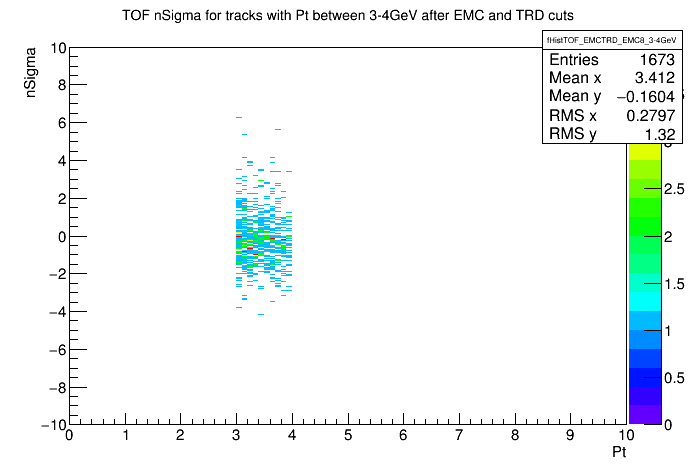 TOF nSigma for tracks with Pt between 3-4GeV after EMC and TRD cuts
fHistTOF_EMCTRD_EMC8_3-4GeV
Entries 1673
Mean x 3.412
Mean y −0.1604
RMS x 0.2797
RMS y 1.32
nSigma
10
8
6
4
2
0
−2
−4
−6
−8
−10
0 1 2 3 4 5 6 7 8 9 10
Pt
2.5
2
1.5
1
0.5
0